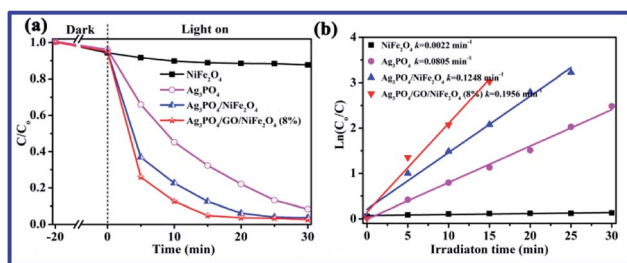 (a)
Dark
Light on
C/C₀
1.0
0.8
0.6
0.4
0.2
0.0
NiFe₂O₄
Ag₃PO₄
Ag₃PO₄/NiFe₂O₄
Ag₃PO₄/GO/NiFe₂O₄ (8%)
-20 0 10 20 30
Time (min)
(b)
Ln(C₀/C)
5
4
3
2
1
0
NiFe₂O₄ k=0.0022 min⁻¹
Ag₃PO₄ k=0.0805 min⁻¹
Ag₃PO₄/NiFe₂O₄ k=0.1248 min⁻¹
Ag₃PO₄/GO/NiFe₂O₄ (8%) k=0.1956 min⁻¹
0 5 10 15 20 25 30
Irradiaton time (min)